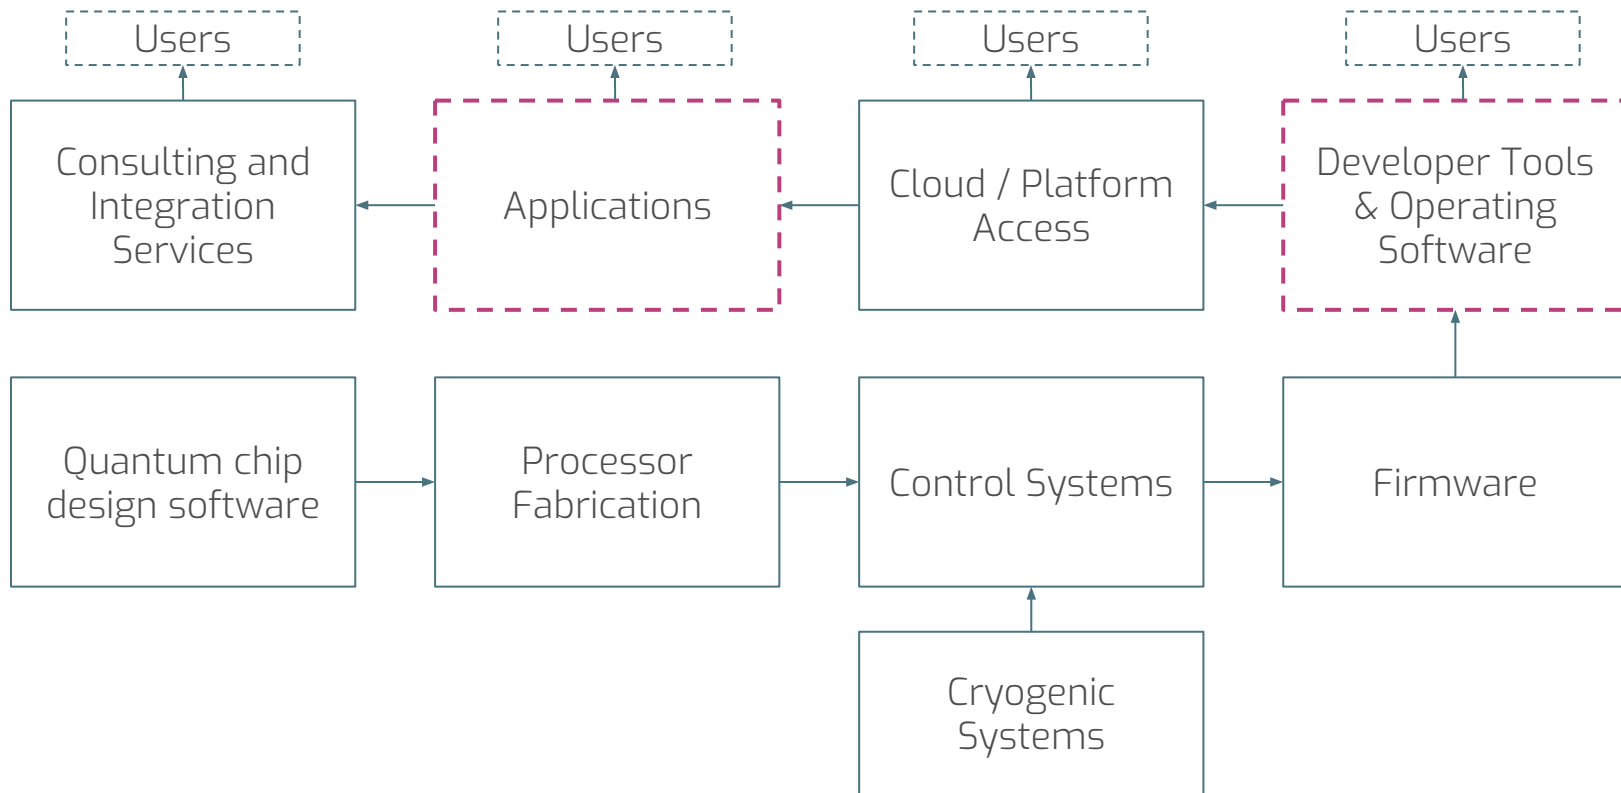 Users
Users
Users
Users
Consulting and
Integration
Services
Applications
Cloud / Platform
Access
Developer Tools
& Operating
Software
Quantum chip
design software
Processor
Fabrication
Control Systems
Firmware
Cryogenic
Systems